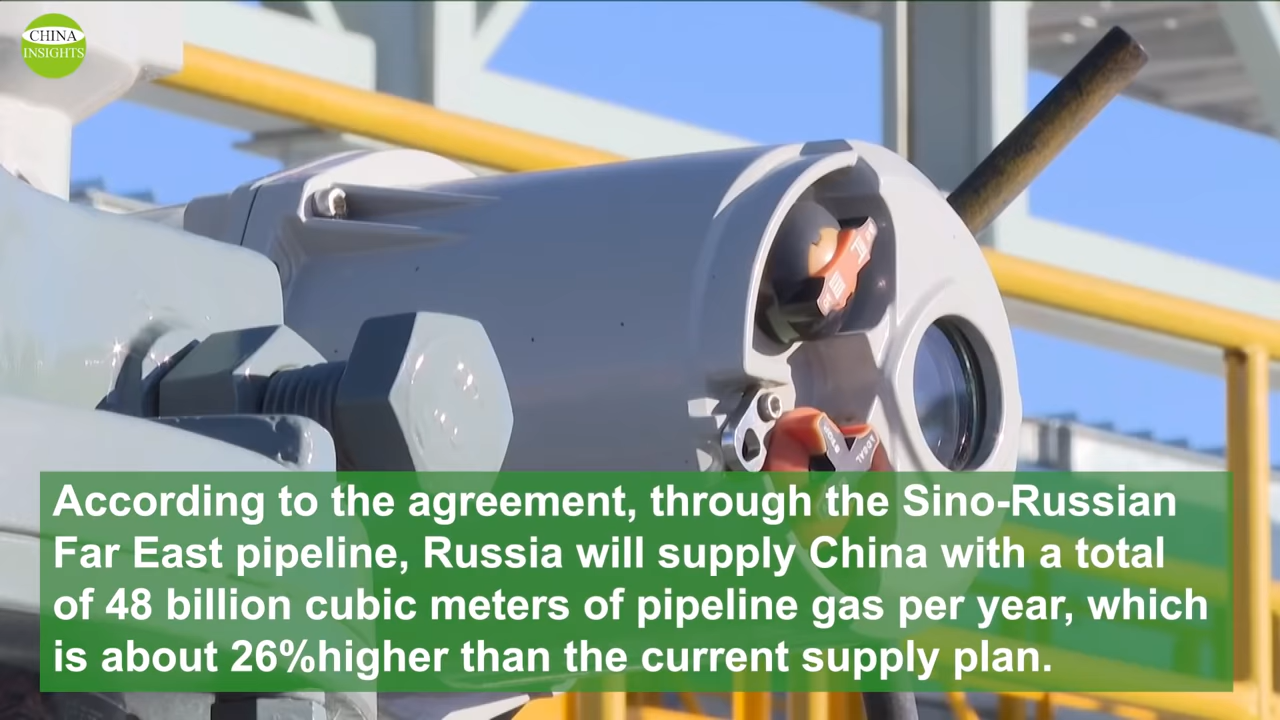 CHINA
INSIGHTS
According to the agreement, through the Sino-Russian
Far East pipeline, Russia will supply China with a total
of 48 billion cubic meters of pipeline gas per year, which
is about 26%higher than the current supply plan.